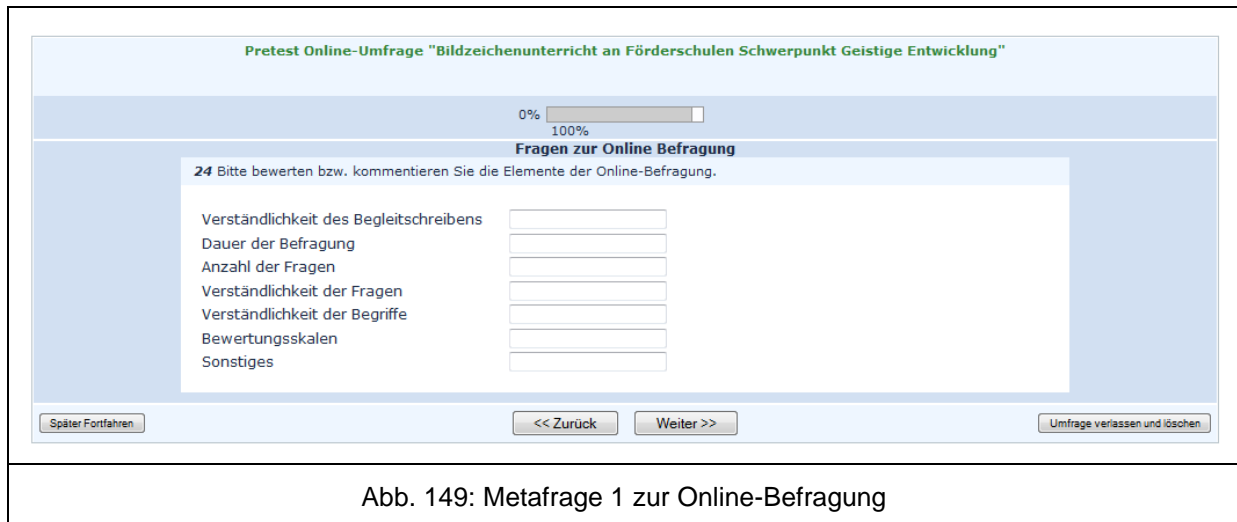 Pretest Online-Umfrage "Bildzeichenunterricht an Förderschulen Schwerpunkt Geistige Entwicklung"
0%
100%
Fragen zur Online Befragung
24 Bitte bewerten bzw. kommentieren Sie die Elemente der Online-Befragung.
Verständlichkeit des Begleitschreibens
Dauer der Befragung
Anzahl der Fragen
Verständlichkeit der Fragen
Verständlichkeit der Begriffe
Bewertungsskalen
Sonstiges
Später Fortfahren << Zurück Weiter >> Umfrage verlassen und löschen
Abb. 149: Metafrage 1 zur Online-Befragung